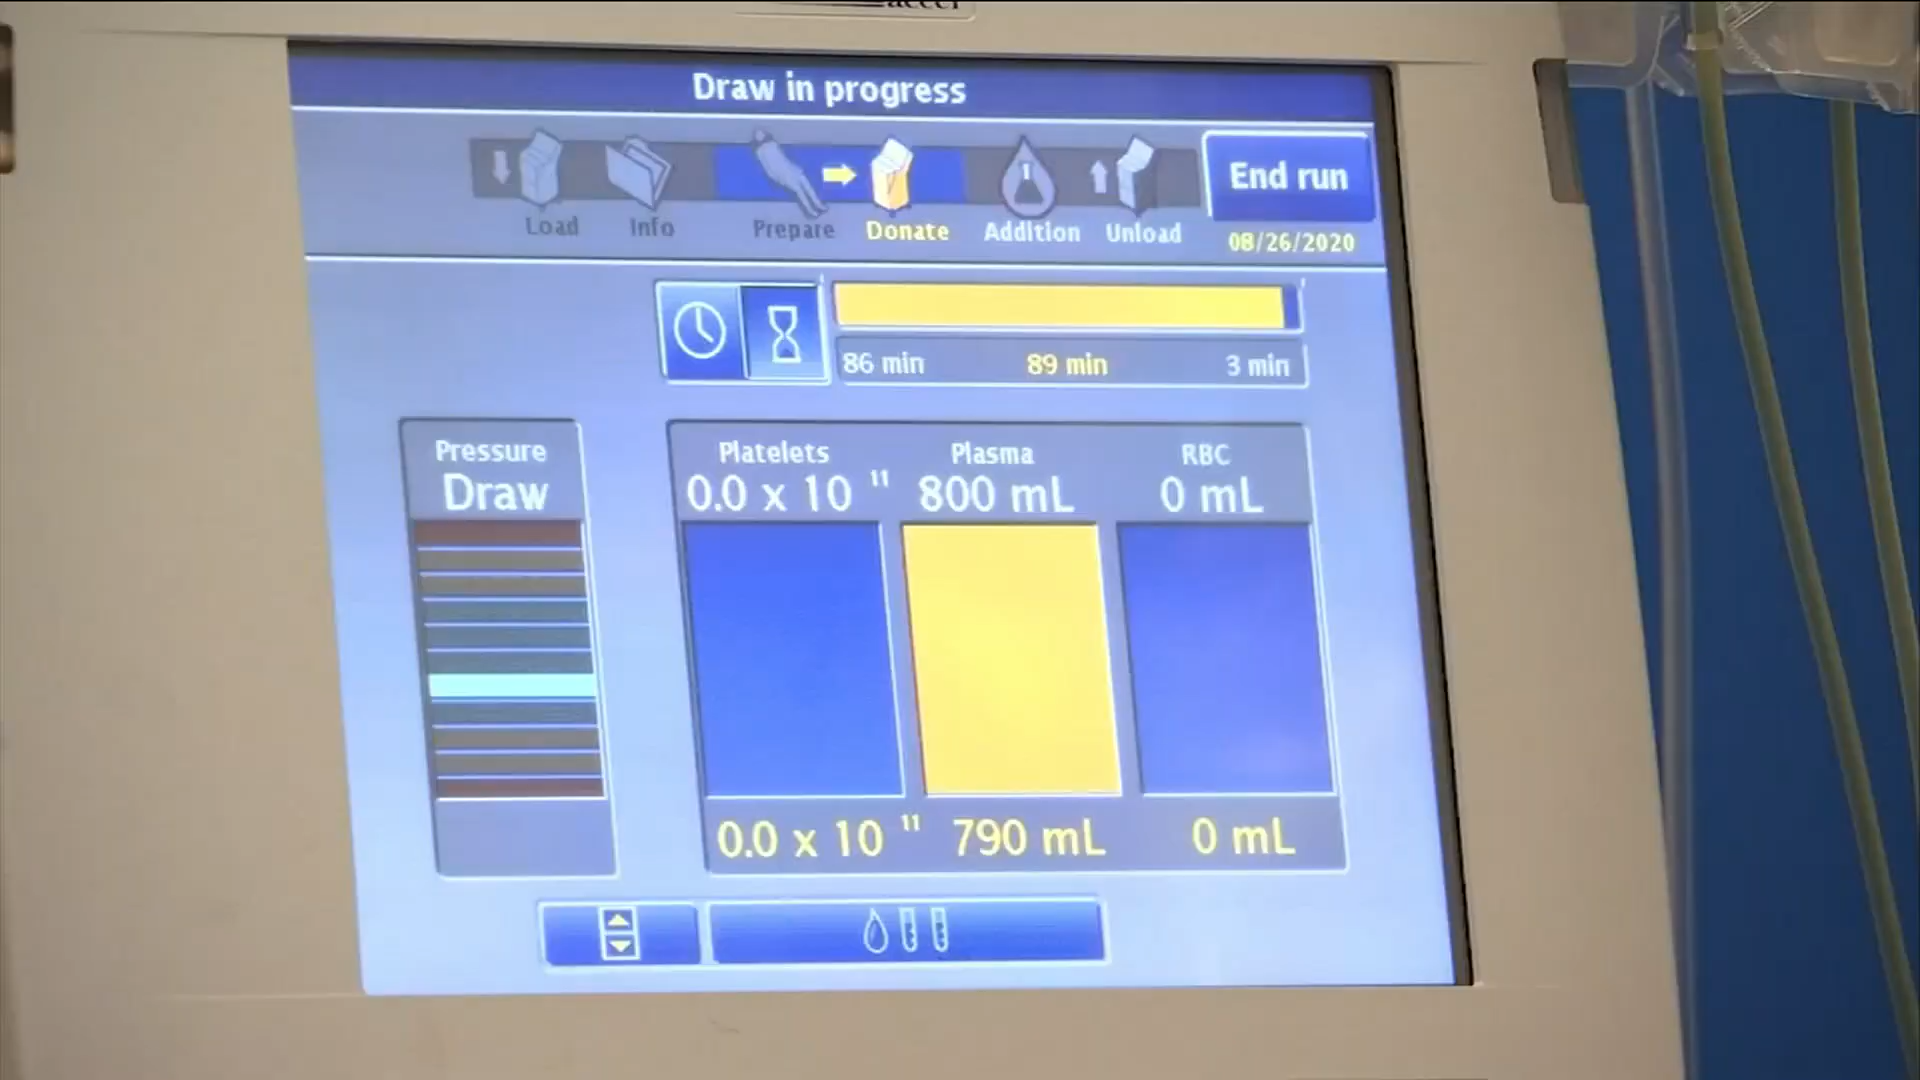 accel
Draw in progress
Load Info Prepare Donate Addition Unload
End run
08/26/2020
86 min 89 min 3 min
Pressure
Draw
Platelets Plasma RBC
0.0 x 10 11 800 mL 0 mL
0.0 x 10 11 790 mL 0 mL